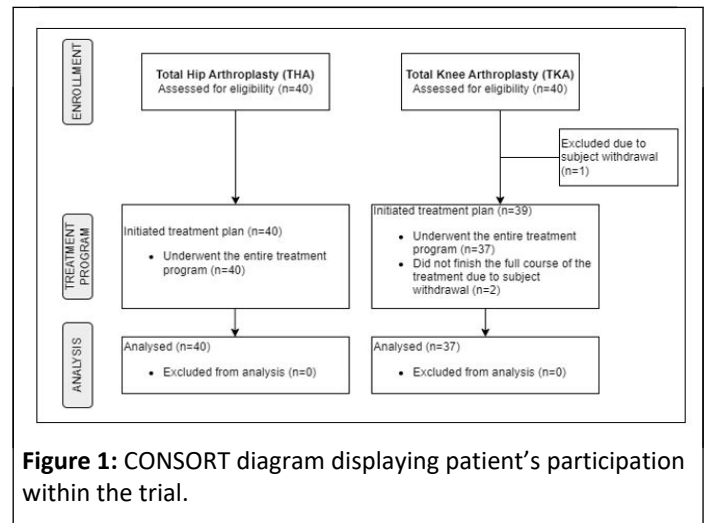 ENROLLMENT
Total Hip Arthroplasty (THA)
Assessed for eligibility (n=40)
Total Knee Arthroplasty (TKA)
Assessed for eligibility (n=40)
Excluded due to
subject withdrawal
(n=1)
TREATMENT
PROGRAM
Initiated treatment plan (n=40)
• Underwent the entire treatment
program (n=40)
Initiated treatment plan (n=39)
• Underwent the entire treatment
program (n=37)
• Did not finish the full course of the
treatment due to subject
withdrawal (n=2)
ANALYSIS
Analysed (n=40)
• Excluded from analysis (n=0)
Analysed (n=37)
• Excluded from analysis (n=0)
Figure 1: CONSORT diagram displaying patient’s participation
within the trial.